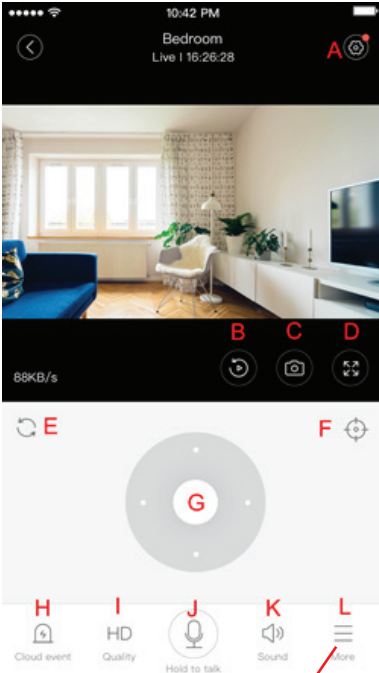 10:42 PM
Bedroom
Live | 16:26:28
A
B C D
88KB/s
E
F
G
H I J K L
HD
Cloud event Quality Hold to talk Sound More